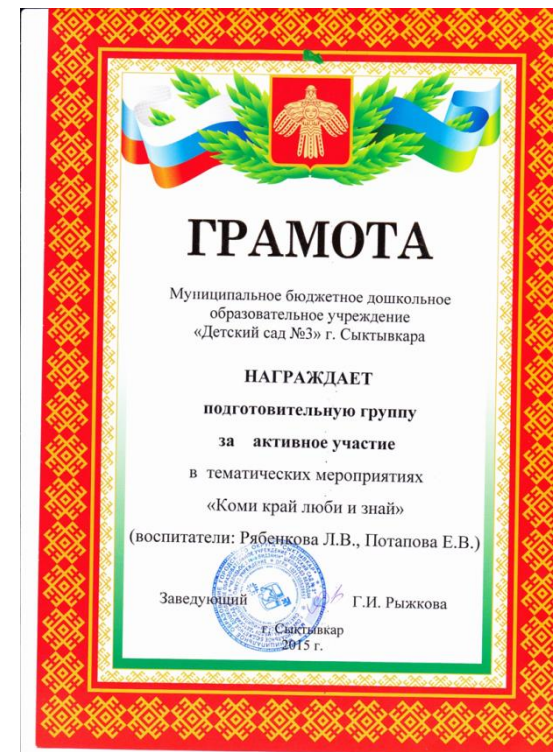 ГРАМОТА
Муниципальное бюджетное дошкольное
образовательное учреждение
«Детский сад №3» г. Сыктывкара
НАГРАЖДАЕТ
подготовительную группу
за активное участие
в тематических мероприятиях
«Коми край люби и знай»
(воспитатели: Рябенкова Л.В., Потапова Е.В.)
Заведующий Г.И. Рыжкова
г. Сыктывкар
2015 г.